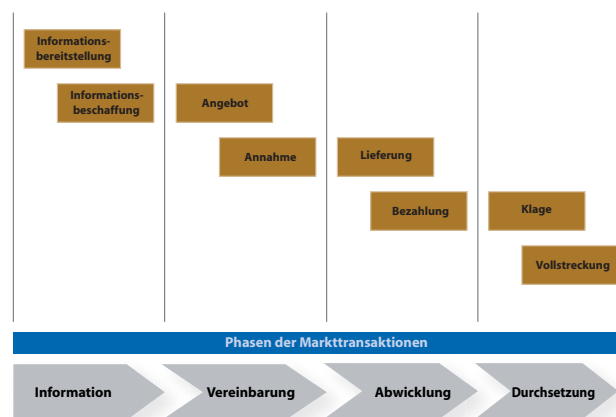 Informations-
bereitstellung
Informations-
beschaffung
Angebot
Annahme
Lieferung
Bezahlung
Klage
Vollstreckung
Phasen der Markttransaktionen
Information
Vereinbarung
Abwicklung
Durchsetzung